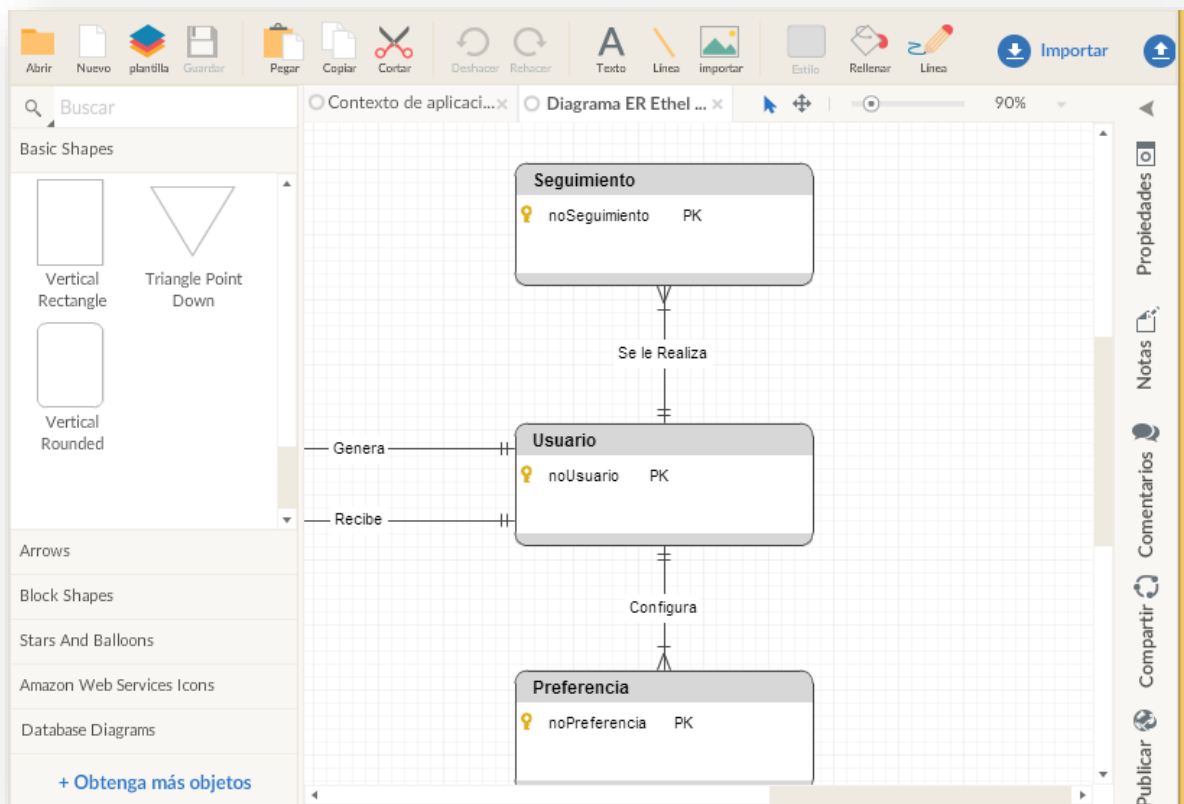 Abrir
Nuevo
plantilla
Guardar
Pegar
Copiar
Cortar
Deshacer
Rehacer
A
Texto
Línea
importar
Estilo
Rellenar
Línea
Importar
Buscar
Contexto de aplicaci...
Diagrama ER Ethel ...
90%
Basic Shapes
Vertical
Rectangle
Triangle Point
Down
Vertical
Rounded
Arrows
Block Shapes
Stars And Balloons
Amazon Web Services Icons
Database Diagrams
+ Obtenga más objetos
Seguimiento
noSeguimiento PK
Se le Realiza
Genera
Recibe
Usuario
noUsuario PK
Configura
Preferencia
noPreferencia PK
Propiedades
Notas
Comentarios
Compartir
Publicar